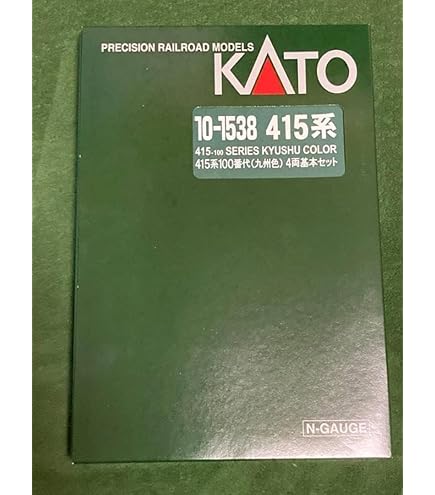 PRECISION RAILROAD MODELS
KATO
10-1538 415系
415-100 SERIES KYUSHU COLOR
415系100番代(九州色) 4両基本セット
N-GAUGE